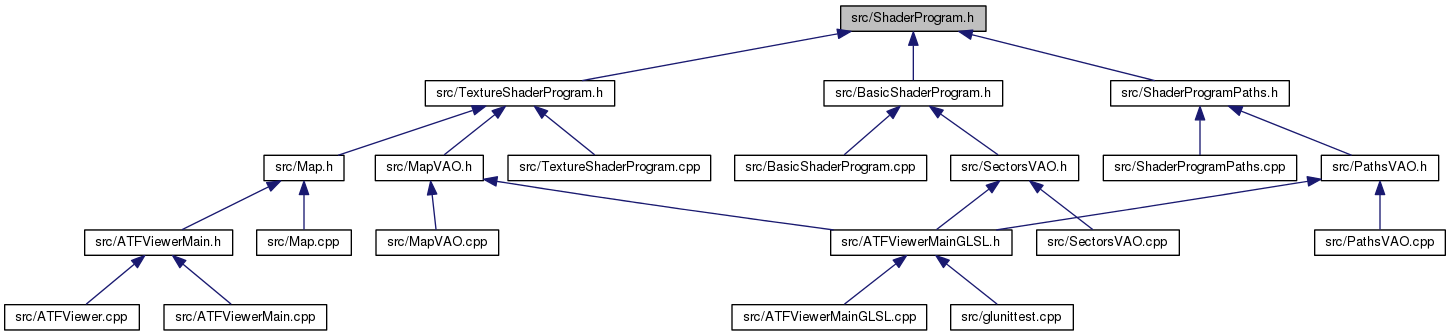 src/ShaderProgram.h
src/TextureShaderProgram.h
src/BasicShaderProgram.h
src/ShaderProgramPaths.h
src/Map.h
src/MapVAO.h
src/TextureShaderProgram.cpp
src/BasicShaderProgram.cpp
src/SectorsVAO.h
src/ShaderProgramPaths.cpp
src/PathsVAO.h
src/ATFViewerMain.h
src/Map.cpp
src/MapVAO.cpp
src/ATFViewerMainGLSL.h
src/SectorsVAO.cpp
src/PathsVAO.cpp
src/ATFViewer.cpp
src/ATFViewerMain.cpp
src/ATFViewerMainGLSL.cpp
src/glunittest.cpp